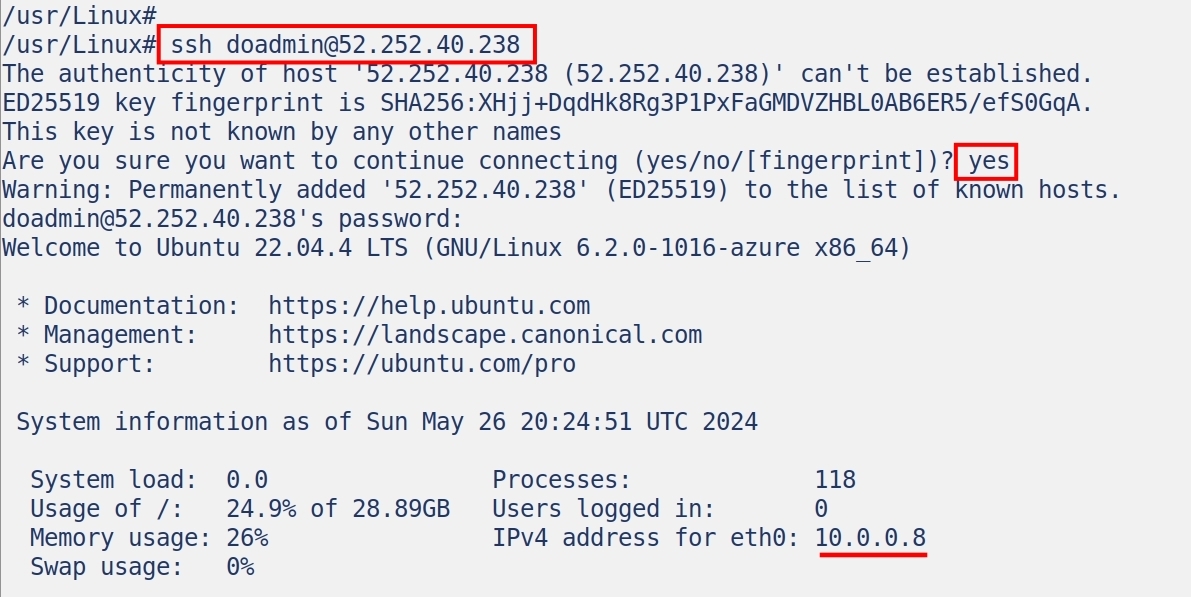 /usr/Linux#
/usr/Linux# ssh doadmin@52.252.40.238
The authenticity of host '52.252.40.238 (52.252.40.238)' can't be established.
ED25519 key fingerprint is SHA256:XHjj+DqdHk8Rg3P1PxFaGMDVZHBL0AB6ER5/efS0GqA.
This key is not known by any other names
Are you sure you want to continue connecting (yes/no/[fingerprint])? yes
Warning: Permanently added '52.252.40.238' (ED25519) to the list of known hosts.
doadmin@52.252.40.238's password:
Welcome to Ubuntu 22.04.4 LTS (GNU/Linux 6.2.0-1016-azure x86_64)
* Documentation:  https://help.ubuntu.com
* Management:     https://landscape.canonical.com
* Support:        https://ubuntu.com/pro
System information as of Sun May 26 20:24:51 UTC 2024
System load:  0.0                Processes:             118
Usage of /:   24.9% of 28.89GB   Users logged in:       0
Memory usage: 26%                IPv4 address for eth0: 10.0.0.8
Swap usage:   0%